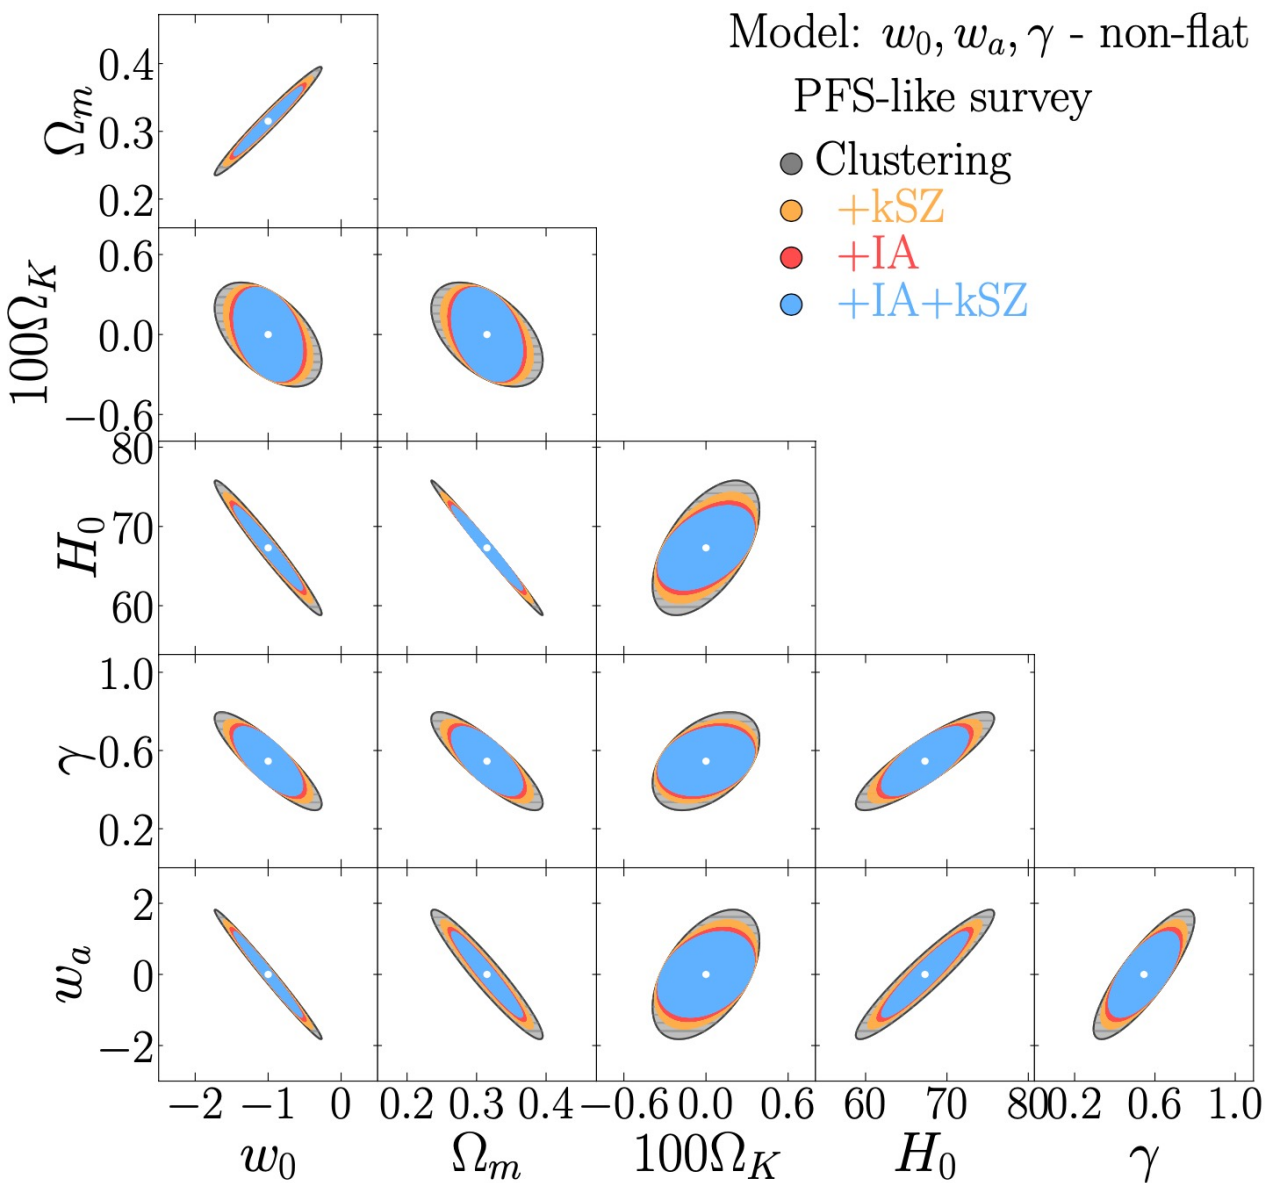 Model: w₀, wₐ, γ - non-flat
PFS-like survey
Clustering
+kSZ
+IA
+IA+kSZ
Ωₘ
0.4
0.3
0.2
100Ω_K
0.6
0.0
−0.6
H₀
80
70
60
γ
1.0
0.6
0.2
wₐ
2
0
−2
−2 −1 0 0.2 0.3 0.4 −0.6 0.0 0.6 60 70 80 0.2 0.6 1.0
w₀ Ωₘ 100Ω_K H₀ γ